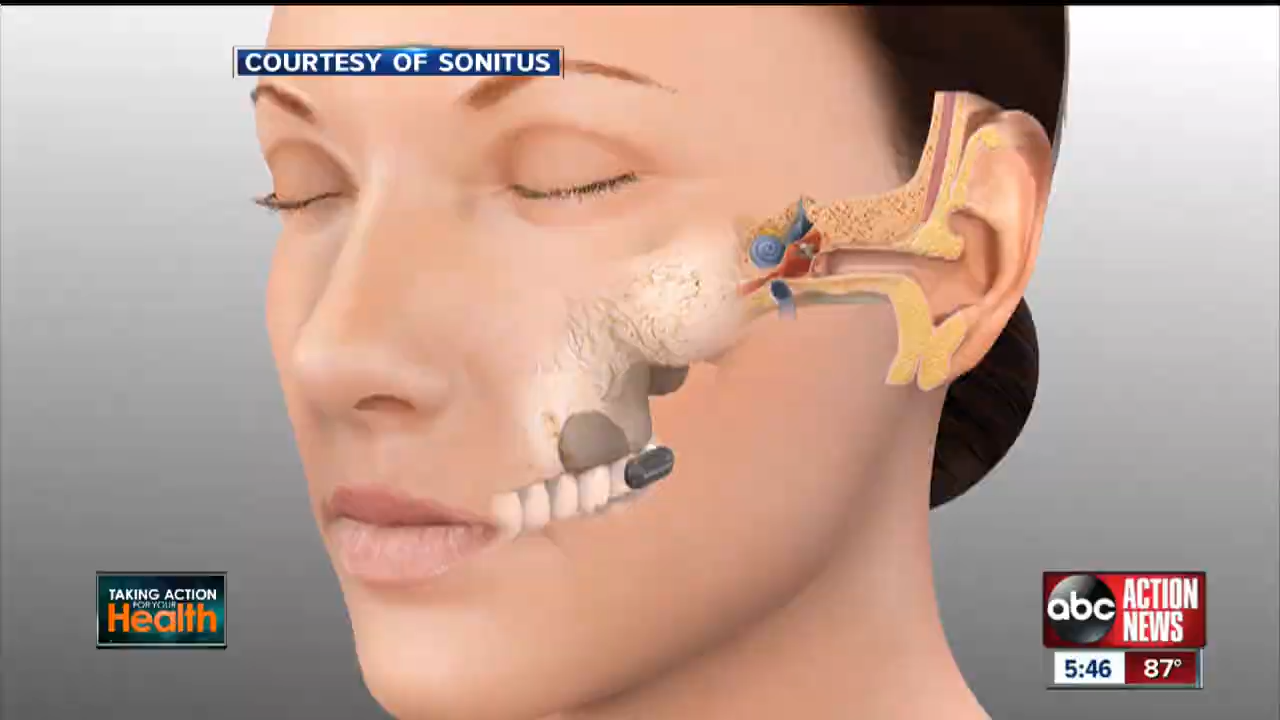 COURTESY OF SONITUS
TAKING ACTION
FOR YOUR
Health
abc
ACTION
NEWS
5:46 87°